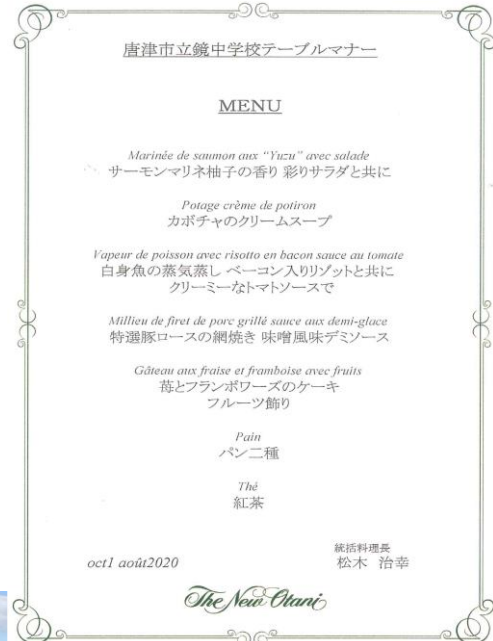 唐津市立鏡中学校テーブルマナー
MENU
Marinée de saumon aux “Yuzu” avec salade
サーモンマリネ柚子の香り 彩りサラダと共に
Potage crème de potiron
カボチャのクリームスープ
Vapeur de poisson avec risotto en bacon sauce au tomate
白身魚の蒸気蒸し ベーコン入りリゾットと共に
クリーミーなトマトソースで
Millieu de firet de porc grillé sauce aux demi-glace
特選豚ロースの網焼き 味噌風味デミソース
Gâteau aux fraise et framboise avec fruits
苺とフランボワーズのケーキ
フルーツ飾り
Pain
パン二種
Thé
紅茶
統括料理長
oct1 août2020 松木 治幸
The New Otani